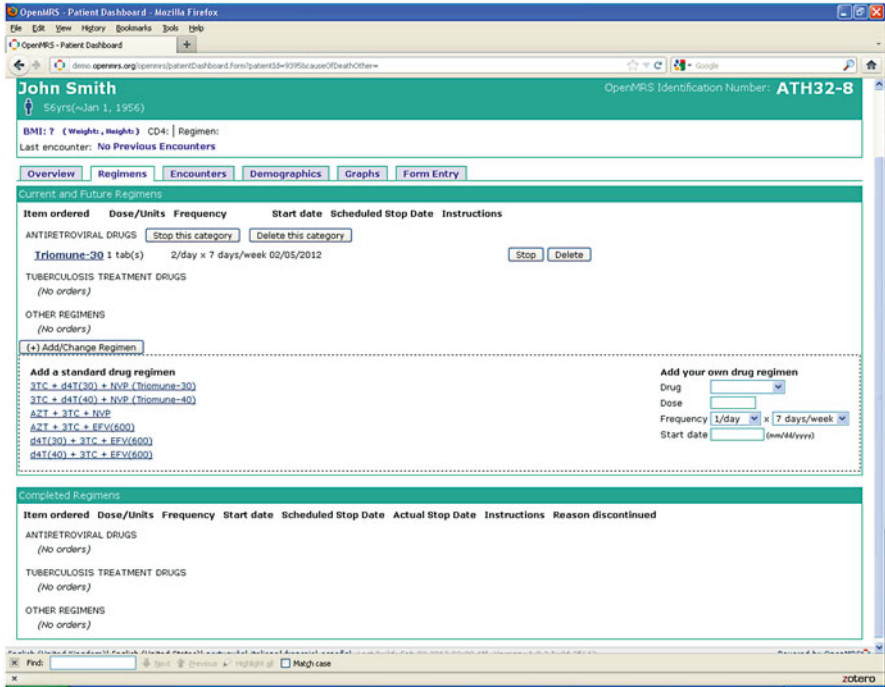 OpenMRS - Patient Dashboard - Mozilla Firefox
File Edit View History Bookmarks Tools Help
OpenMRS - Patient Dashboard +
demo.openmrs.org/openmrs/patientDashboard.form?patientId=9395&causeOfDeathOther= Google
John Smith OpenMRS Identification Number: ATH32-8
56yrs(~Jan 1, 1956)
BMI: ? (Weight: , Height: ) CD4: | Regimen:
Last encounter: No Previous Encounters
Overview Regimens Encounters Demographics Graphs Form Entry
Current and Future Regimens
Item ordered Dose/Units Frequency Start date Scheduled Stop Date Instructions
ANTIRETROVIRAL DRUGS Stop this category Delete this category
Triomune-30 1 tab(s) 2/day x 7 days/week 02/05/2012 Stop Delete
TUBERCULOSIS TREATMENT DRUGS
(No orders)
OTHER REGIMENS
(No orders)
(+) Add/Change Regimen
Add a standard drug regimen
3TC + d4T(30) + NVP (Triomune-30)
3TC + d4T(40) + NVP (Triomune-40)
AZT + 3TC + NVP
AZT + 3TC + EFV(600)
d4T(30) + 3TC + EFV(600)
d4T(40) + 3TC + EFV(600)
Add your own drug regimen
Drug
Dose
Frequency 1/day x 7 days/week
Start date (mm/dd/yyyy)
Completed Regimens
Item ordered Dose/Units Frequency Start date Scheduled Stop Date Actual Stop Date Instructions Reason discontinued
ANTIRETROVIRAL DRUGS
(No orders)
TUBERCULOSIS TREATMENT DRUGS
(No orders)
OTHER REGIMENS
(No orders)
Find: Next Previous Highlight all Match case
zotero